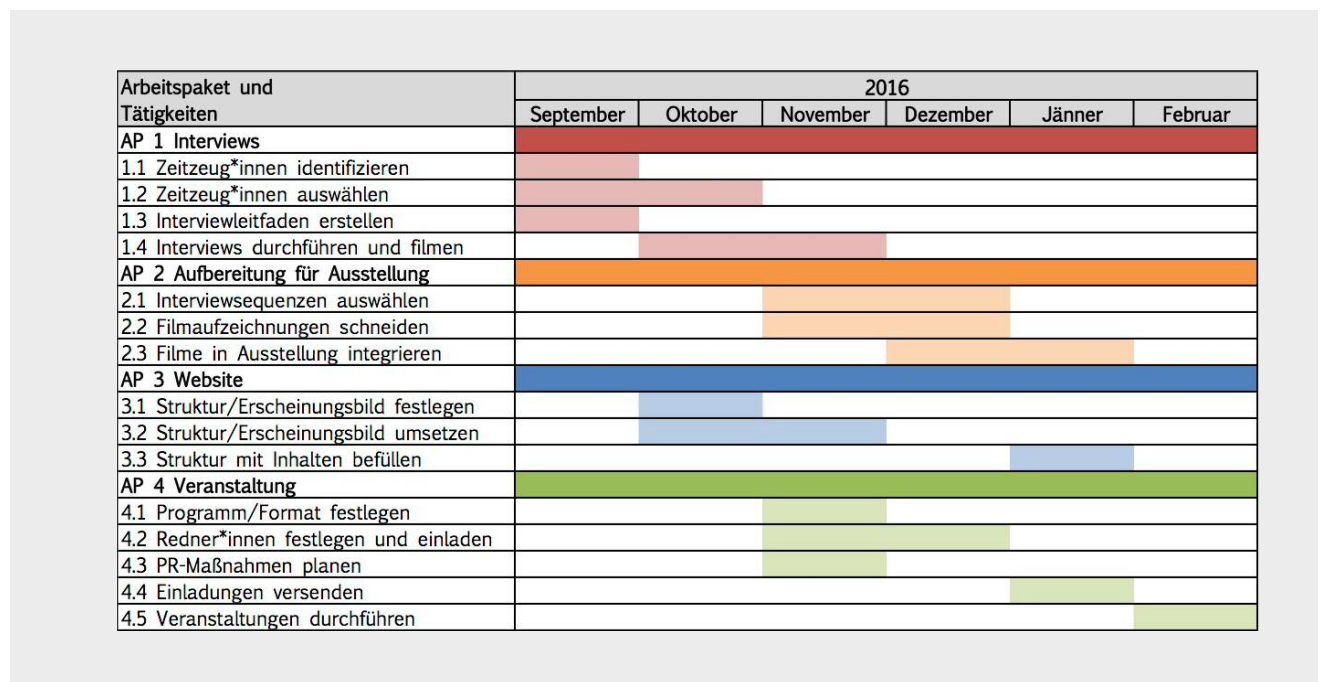 Arbeitspaket und
Tätigkeiten
2016
September Oktober November Dezember Jänner Februar
AP 1 Interviews
1.1 Zeitzeug*innen identifizieren
1.2 Zeitzeug*innen auswählen
1.3 Interviewleitfaden erstellen
1.4 Interviews durchführen und filmen
AP 2 Aufbereitung für Ausstellung
2.1 Interviewsequenzen auswählen
2.2 Filmaufzeichnungen schneiden
2.3 Filme in Ausstellung integrieren
AP 3 Website
3.1 Struktur/Erscheinungsbild festlegen
3.2 Struktur/Erscheinungsbild umsetzen
3.3 Struktur mit Inhalten befüllen
AP 4 Veranstaltung
4.1 Programm/Format festlegen
4.2 Redner*innen festlegen und einladen
4.3 PR-Maßnahmen planen
4.4 Einladungen versenden
4.5 Veranstaltungen durchführen